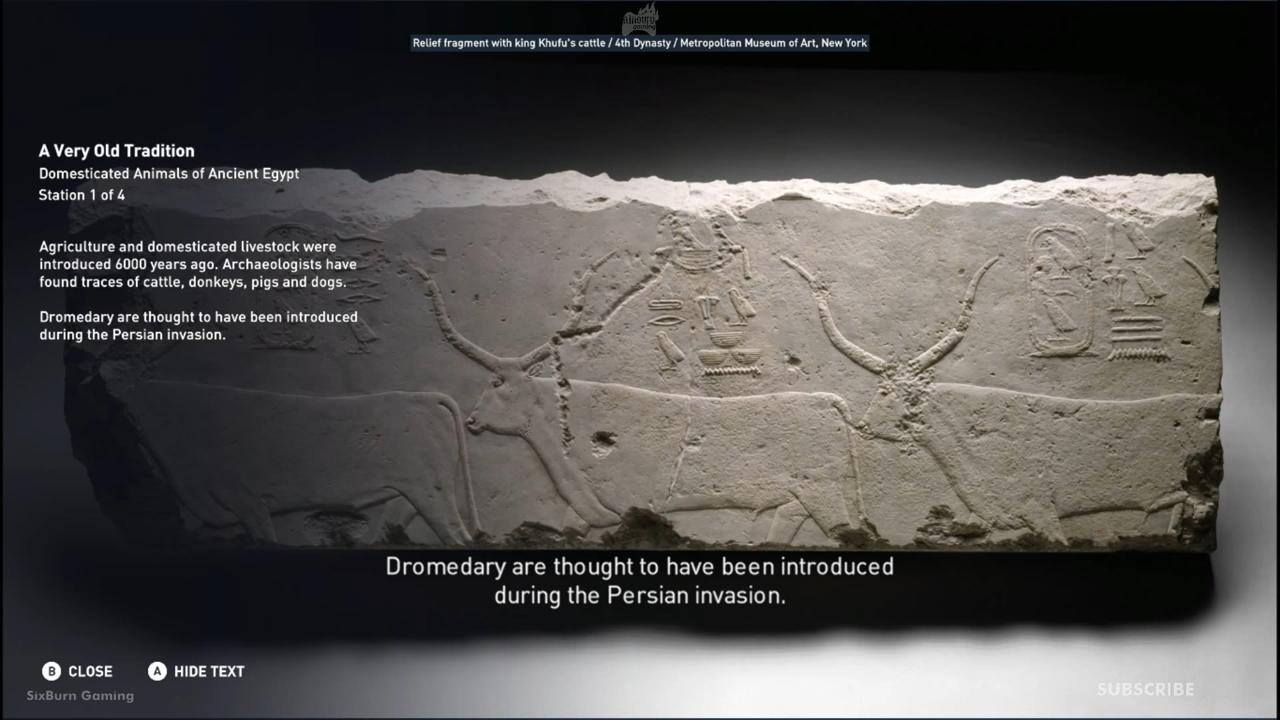 SixBurn
gaming
Relief fragment with king Khufu's cattle / 4th Dynasty / Metropolitan Museum of Art, New York
A Very Old Tradition
Domesticated Animals of Ancient Egypt
Station 1 of 4
Agriculture and domesticated livestock were
introduced 6000 years ago. Archaeologists have
found traces of cattle, donkeys, pigs and dogs.
Dromedary are thought to have been introduced
during the Persian invasion.
Dromedary are thought to have been introduced
during the Persian invasion.
B CLOSE A HIDE TEXT
SixBurn Gaming
SUBSCRIBE